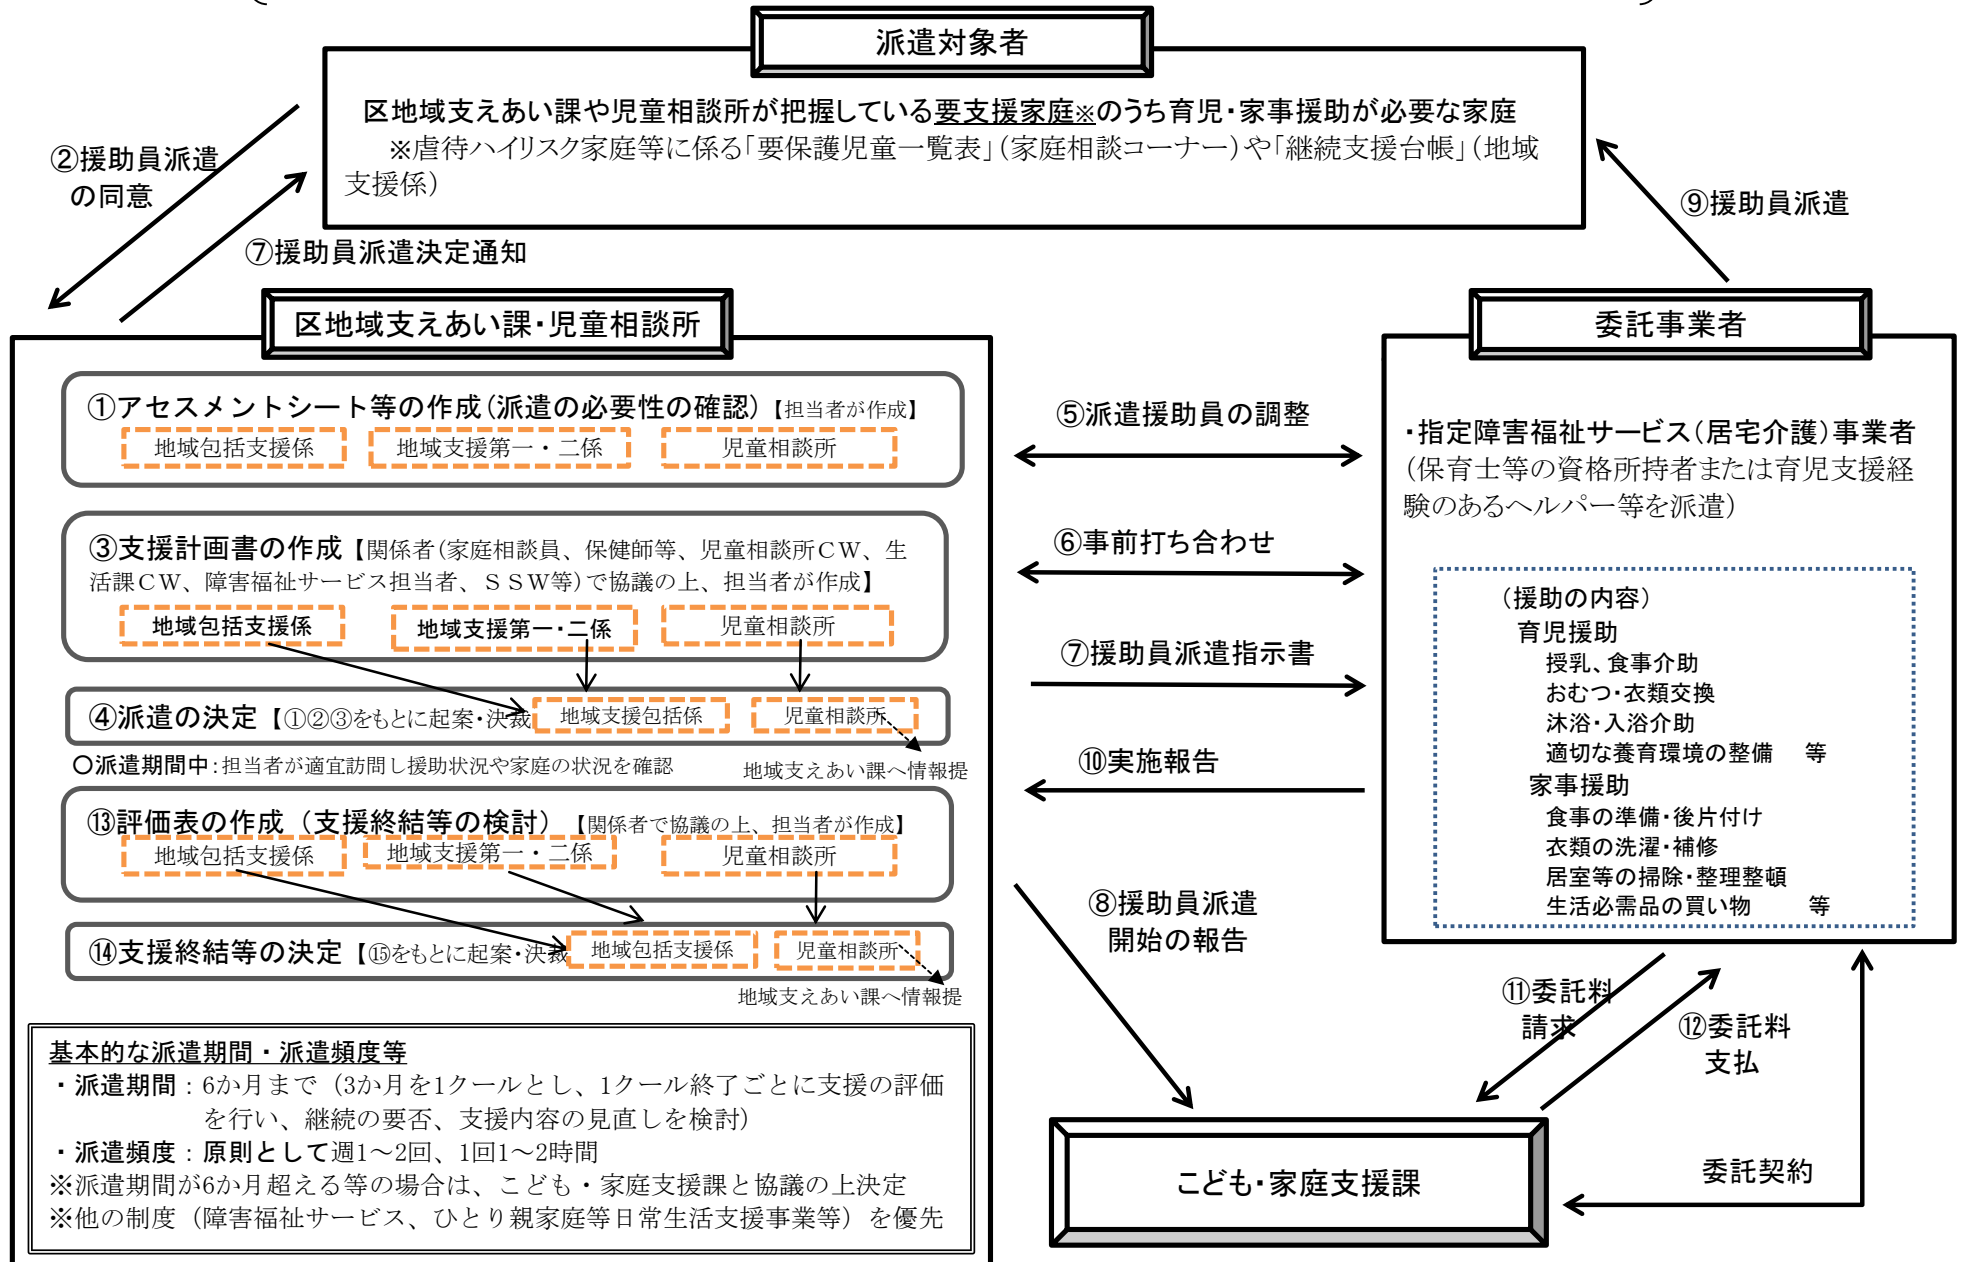 派遣対象者
区地域支えあい課や児童相談所が把握している要支援家庭※のうち育児・家事援助が必要な家庭
※虐待ハイリスク家庭等に係る「要保護児童一覧表」(家庭相談コーナー)や「継続支援台帳」(地域
支援係)
②援助員派遣
の同意
⑦援助員派遣決定通知
⑨援助員派遣
区地域支えあい課・児童相談所
①アセスメントシート等の作成(派遣の必要性の確認)【担当者が作成】
地域包括支援係 地域支援第一・二係 児童相談所
③支援計画書の作成【関係者(家庭相談員、保健師等、児童相談所CW、生
活課CW、障害福祉サービス担当者、SSW等)で協議の上、担当者が作成】
地域包括支援係 地域支援第一・二係 児童相談所
④派遣の決定【①②③をもとに起案・決裁 地域支援包括係 児童相談所
○派遣期間中:担当者が適宜訪問し援助状況や家庭の状況を確認
地域支えあい課へ情報提
⑬評価表の作成(支援終結等の検討)【関係者で協議の上、担当者が作成】
地域包括支援係 地域支援第一・二係 児童相談所
⑭支援終結等の決定【⑮をもとに起案・決裁 地域包括支援係 児童相談所
地域支えあい課へ情報提
基本的な派遣期間・派遣頻度等
・派遣期間:6か月まで(3か月を1クールとし、1クール終了ごとに支援の評価
を行い、継続の要否、支援内容の見直しを検討)
・派遣頻度:原則として週1～2回、1回1～2時間
※派遣期間が6か月超える等の場合は、こども・家庭支援課と協議の上決定
※他の制度(障害福祉サービス、ひとり親家庭等日常生活支援事業等)を優先
⑤派遣援助員の調整
⑥事前打ち合わせ
⑦援助員派遣指示書
⑩実施報告
⑧援助員派遣
開始の報告
委託事業者
・指定障害福祉サービス(居宅介護)事業者
(保育士等の資格所持者または育児支援経
験のあるヘルパー等を派遣)
(援助の内容)
育児援助
授乳、食事介助
おむつ・衣類交換
沐浴・入浴介助
適切な養育環境の整備 等
家事援助
食事の準備・後片付け
衣類の洗濯・補修
居室等の掃除・整理整頓
生活必需品の買い物 等
⑪委託料
請求
⑫委託料
支払
委託契約
こども・家庭支援課